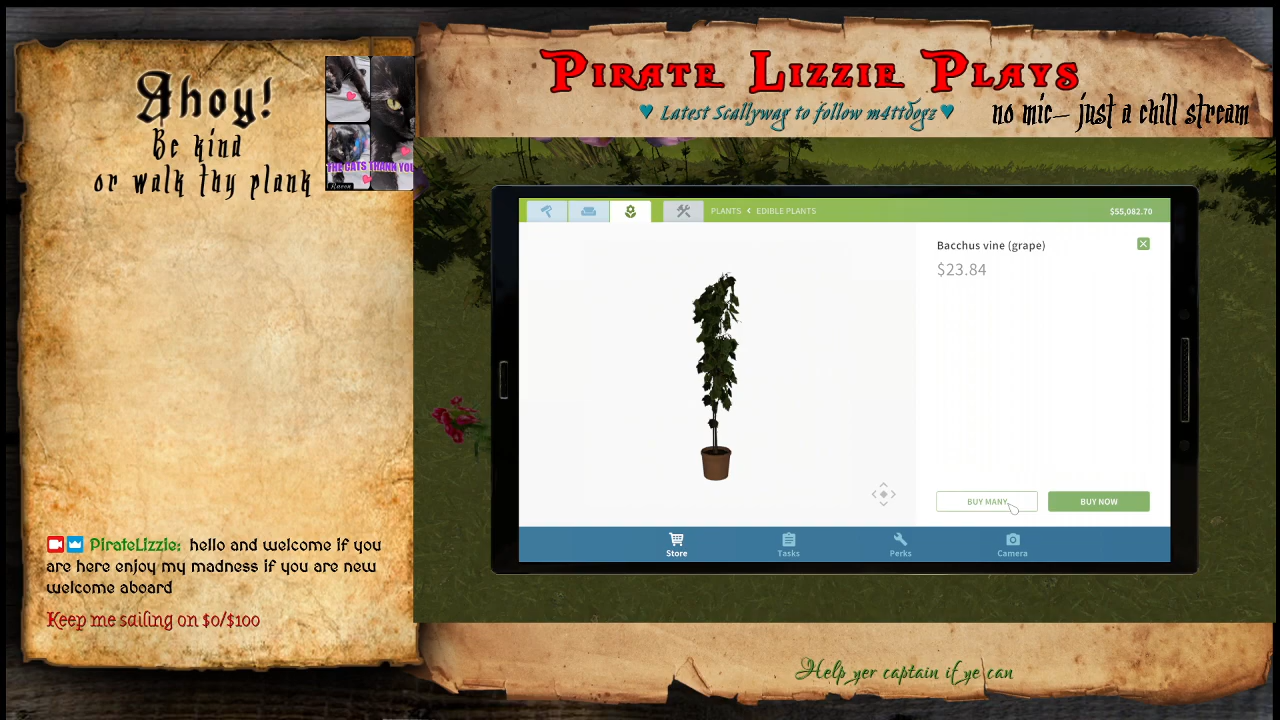 Ahoy!
Be kind
or walk thy plank
THE CATS THANK YOU
Raven
Pirate Lizzie Plays
Latest Scallywag to follow m4ttdogz
no mic- just a chill stream
PLANTS < EDIBLE PLANTS
$55,082.70
Bacchus vine (grape)
$23.84
BUY MANY
BUY NOW
Store
Tasks
Perks
Camera
PirateLizzie: hello and welcome if you
are here enjoy my madness if you are new
welcome aboard
Keep me sailing on $0/$100
Help yer captain if ye can